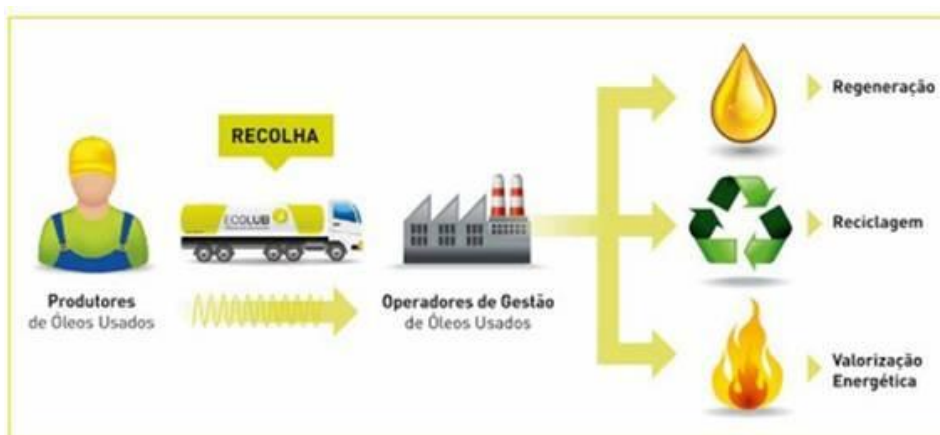 RECOLHA
ECOLUB
Produtores
de Óleos Usados
Operadores de Gestão
de Óleos Usados
Regeneração
Reciclagem
Valorização
Energética